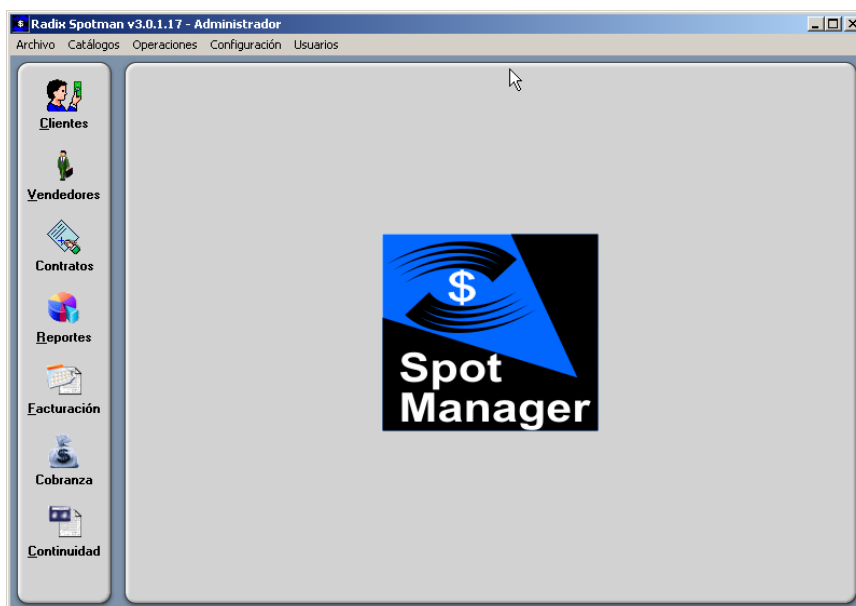 Radix Spotman v3.0.1.17 - Administrador
Archivo Catálogos Operaciones Configuración Usuarios
Clientes
Vendedores
Contratos
Reportes
Facturación
Cobranza
Continuidad
$
Spot
Manager